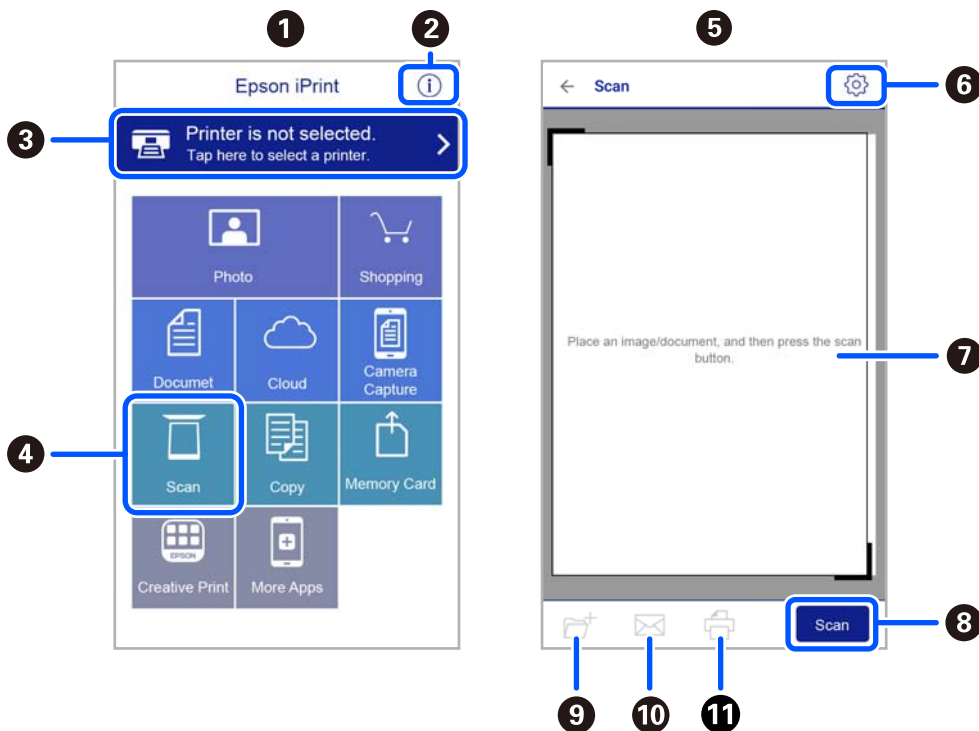 1
2
5
Epson iPrint
i
Scan
6
3
Printer is not selected.
Tap here to select a printer.
Photo
Shopping
Place an image/document, and then press the scan
button.
7
Documet
Cloud
Camera
Capture
4
Scan
Copy
Memory Card
EPSON
Creative Print
More Apps
Scan
8
9
10
11